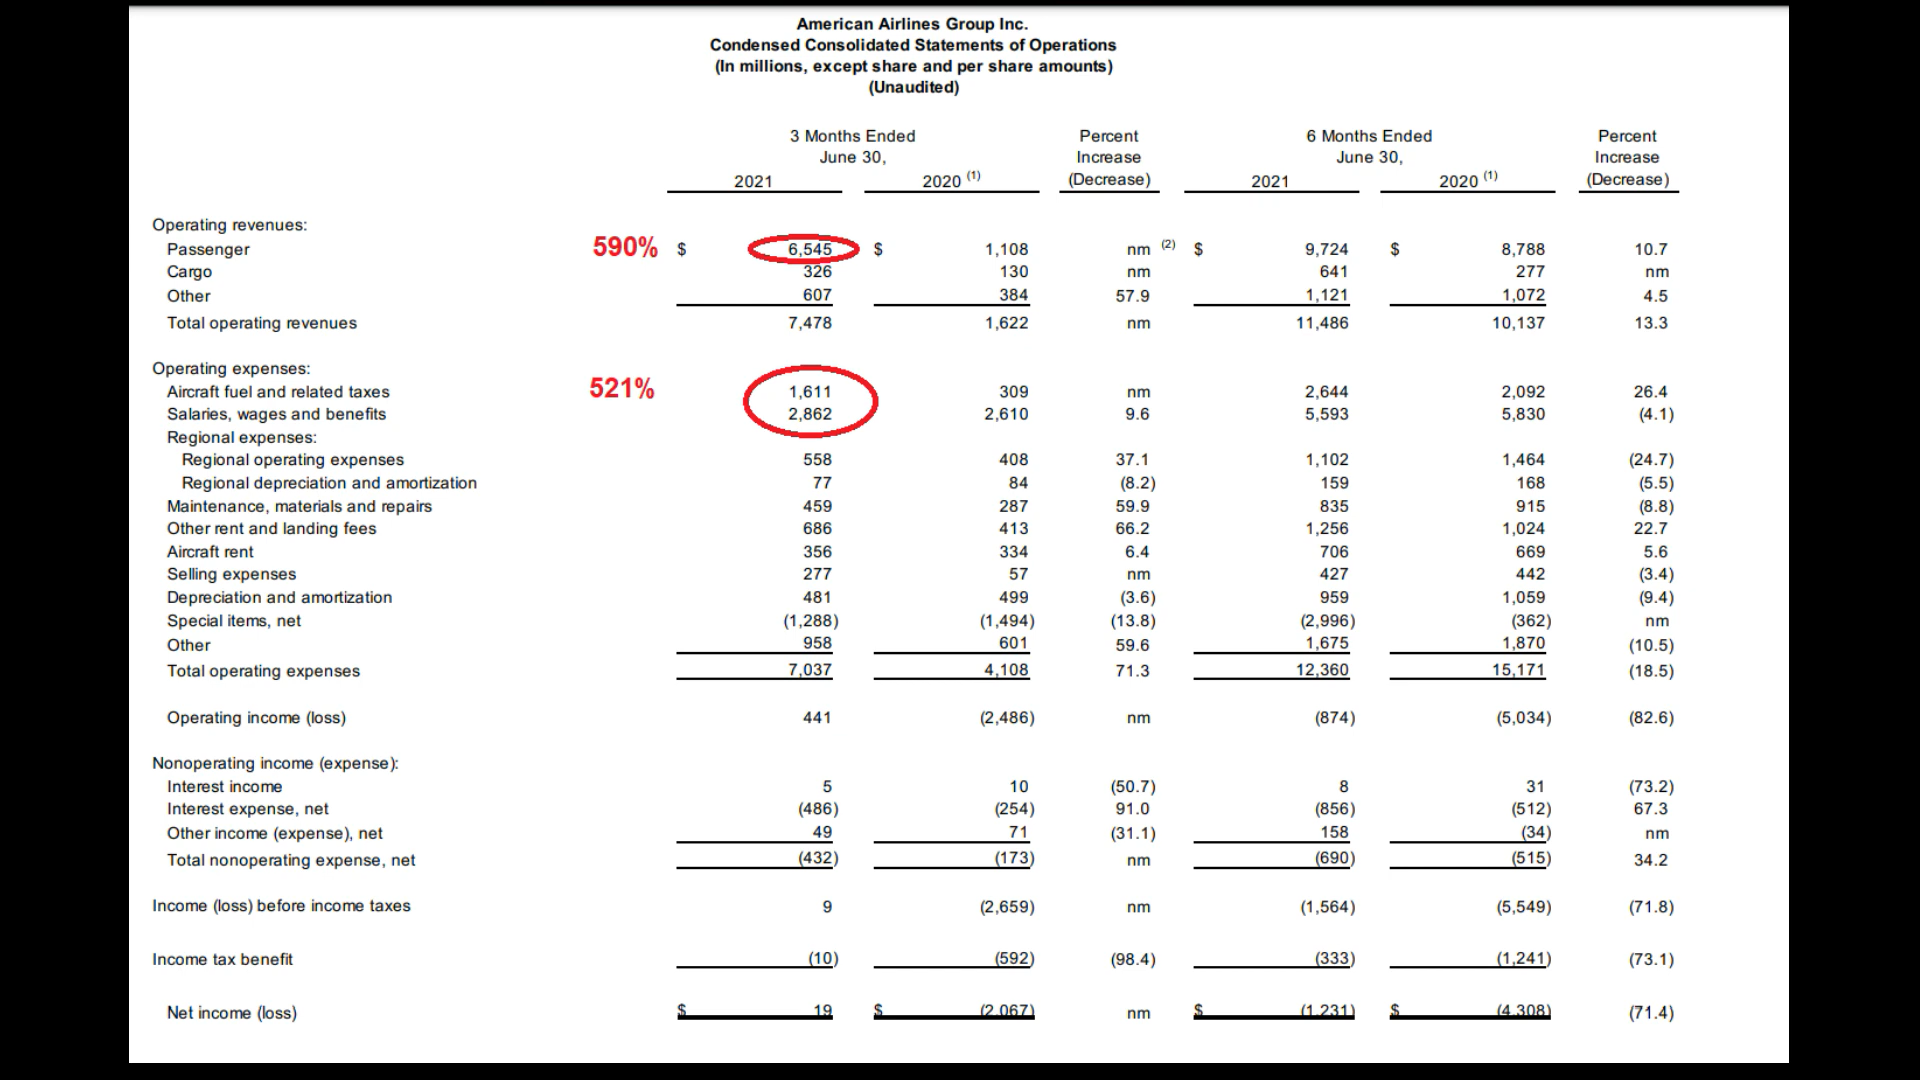 American Airlines Group Inc.
Condensed Consolidated Statements of Operations
(In millions, except share and per share amounts)
(Unaudited)
3 Months Ended June 30, Percent Increase (Decrease) 6 Months Ended June 30, Percent Increase (Decrease)
2021 2020 (1) 2021 2020 (1)
Operating revenues:
Passenger 590% $ 6,545 $ 1,108 nm (2) $ 9,724 $ 8,788 10.7
Cargo 326 130 nm 641 277 nm
Other 607 384 57.9 1,121 1,072 4.5
Total operating revenues 7,478 1,622 nm 11,486 10,137 13.3
Operating expenses:
Aircraft fuel and related taxes 521% 1,611 309 nm 2,644 2,092 26.4
Salaries, wages and benefits 2,862 2,610 9.6 5,593 5,830 (4.1)
Regional expenses:
Regional operating expenses 558 408 37.1 1,102 1,464 (24.7)
Regional depreciation and amortization 77 84 (8.2) 159 168 (5.5)
Maintenance, materials and repairs 459 287 59.9 835 915 (8.8)
Other rent and landing fees 686 413 66.2 1,256 1,024 22.7
Aircraft rent 356 334 6.4 706 669 5.6
Selling expenses 277 57 nm 427 442 (3.4)
Depreciation and amortization 481 499 (3.6) 959 1,059 (9.4)
Special items, net (1,288) (1,494) (13.8) (2,996) (362) nm
Other 958 601 59.6 1,675 1,870 (10.5)
Total operating expenses 7,037 4,108 71.3 12,360 15,171 (18.5)
Operating income (loss) 441 (2,486) nm (874) (5,034) (82.6)
Nonoperating income (expense):
Interest income 5 10 (50.7) 8 31 (73.2)
Interest expense, net (486) (254) 91.0 (856) (512) 67.3
Other income (expense), net 49 71 (31.1) 158 (34) nm
Total nonoperating expense, net (432) (173) nm (690) (515) 34.2
Income (loss) before income taxes 9 (2,659) nm (1,564) (5,549) (71.8)
Income tax benefit (10) (592) (98.4) (333) (1,241) (73.1)
Net income (loss) $ 19 $ (2,067) nm $ (1,231) $ (4,308) (71.4)